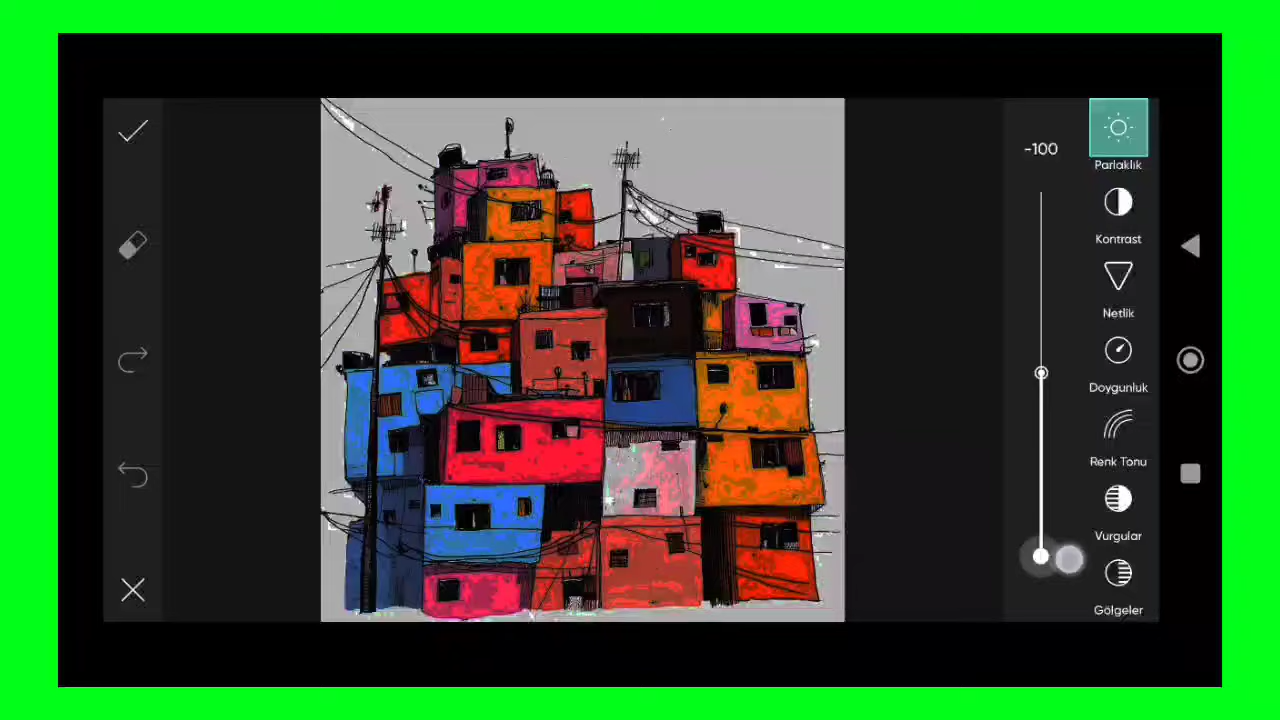 -100
Parlaklık
Kontrast
Netlik
Doygunluk
Renk Tonu
Vurgular
Gölgeler